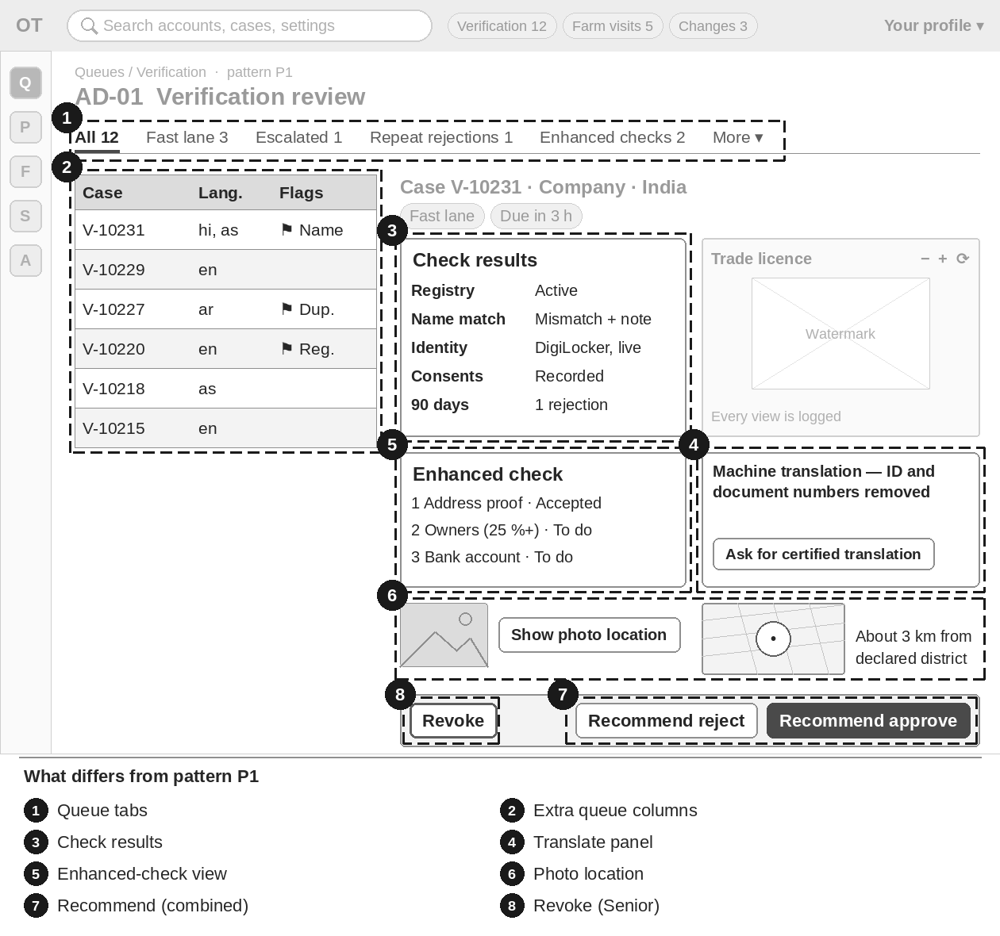 OT
Search accounts, cases, settings
Verification 12
Farm visits 5
Changes 3
Your profile ▾
Q
P
F
S
A
Queues / Verification · pattern P1
AD-01 Verification review
1
All 12
Fast lane 3
Escalated 1
Repeat rejections 1
Enhanced checks 2
More ▾
2
Case Lang. Flags
V-10231 hi, as ⚑ Name
V-10229 en
V-10227 ar ⚑ Dup.
V-10220 en ⚑ Reg.
V-10218 as
V-10215 en
Case V-10231 · Company · India
Fast lane
Due in 3 h
3
Check results
Registry Active
Name match Mismatch + note
Identity DigiLocker, live
Consents Recorded
90 days 1 rejection
Trade licence − + ⟳
Watermark
Every view is logged
5
Enhanced check
1 Address proof · Accepted
2 Owners (25 %+) · To do
3 Bank account · To do
4
Machine translation — ID and
document numbers removed
Ask for certified translation
6
Show photo location
About 3 km from
declared district
8
Revoke
7
Recommend reject
Recommend approve
What differs from pattern P1
1 Queue tabs
2 Extra queue columns
3 Check results
4 Translate panel
5 Enhanced-check view
6 Photo location
7 Recommend (combined)
8 Revoke (Senior)